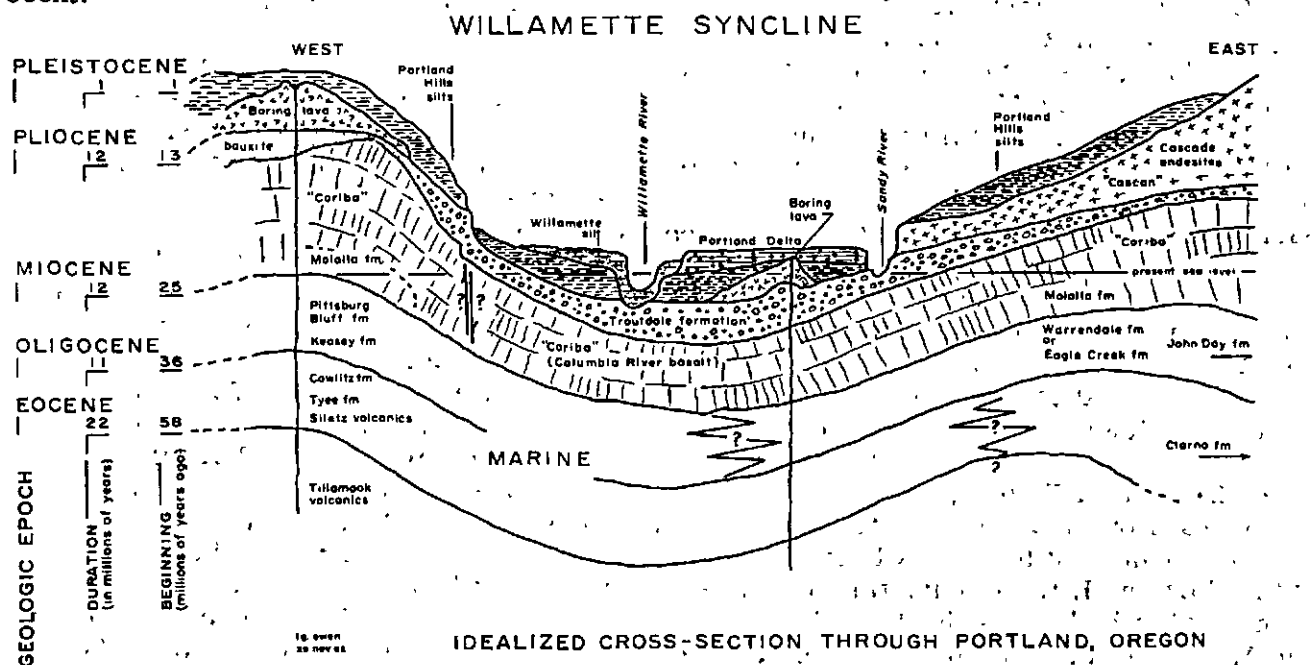 WILLAMETTE SYNCLINE
WEST
EAST
PLEISTOCENE
1
1
Portland
Hills
silts
Boring lava
PLIOCENE
12
13
bauxite
Willamette River
Sandy River
Portland
Hills
silts
Cascade
andesites
"Cascan"
"Coriba"
Willamette
silt
Portland Delta
Boring
lava
"Coriba"
Molalla fm
MIOCENE
12
25
? ?
present sea level
Pittsburg
Bluff fm
Troutdale formation
Molalla fm
Keasey fm
"Coriba"
(Columbia River basalt)
Warrendale fm
or
Eagle Creek fm
John Day fm
OLIGOCENE
11
36
Cowlitz fm
EOCENE
22
58
Tyee fm
Siletz volcanics
?
?
?
MARINE
Clarno fm
Tillamook
volcanics
GEOLOGIC EPOCH
DURATION
(in millions of years)
BEGINNING
(millions of years ago)
IDEALIZED CROSS-SECTION THROUGH PORTLAND, OREGON